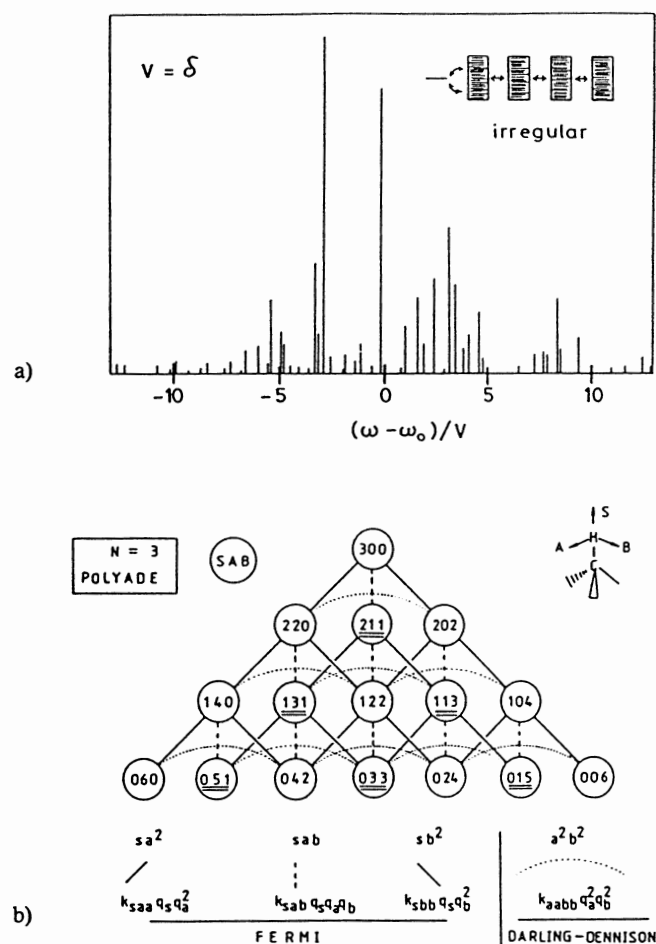 V = δ
irregular
a)
-10 -5 0 5 10
(ω - ω₀)/V
N = 3
POLYADE
SAB
S
A H B
C
300
220 211 202
140 131 122 113 104
060 051 042 033 024 015 006
sa² sab sb² a²b²
k_saa q_s q_a² k_sab q_s q_a q_b k_sbb q_s q_b² k_aabb q_a² q_b²
b)
FERMI DARLING-DENNISON